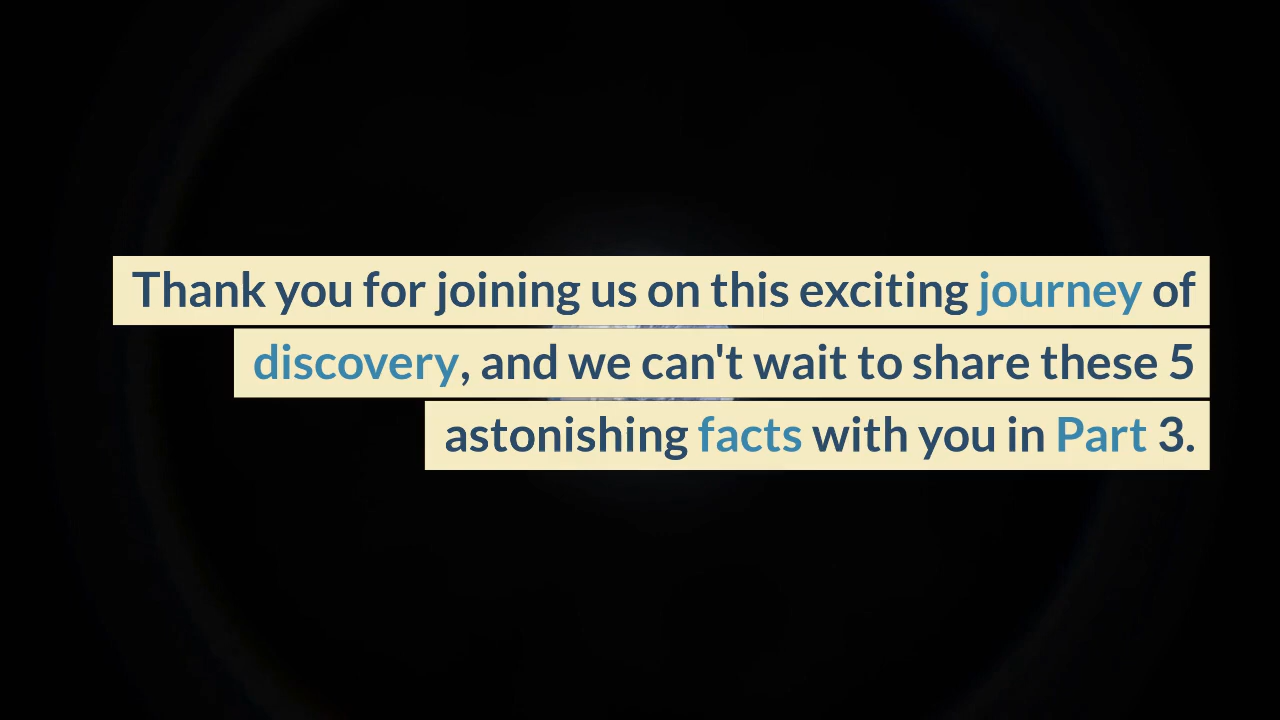 Thank you for joining us on this exciting journey of
discovery, and we can't wait to share these 5
astonishing facts with you in Part 3.